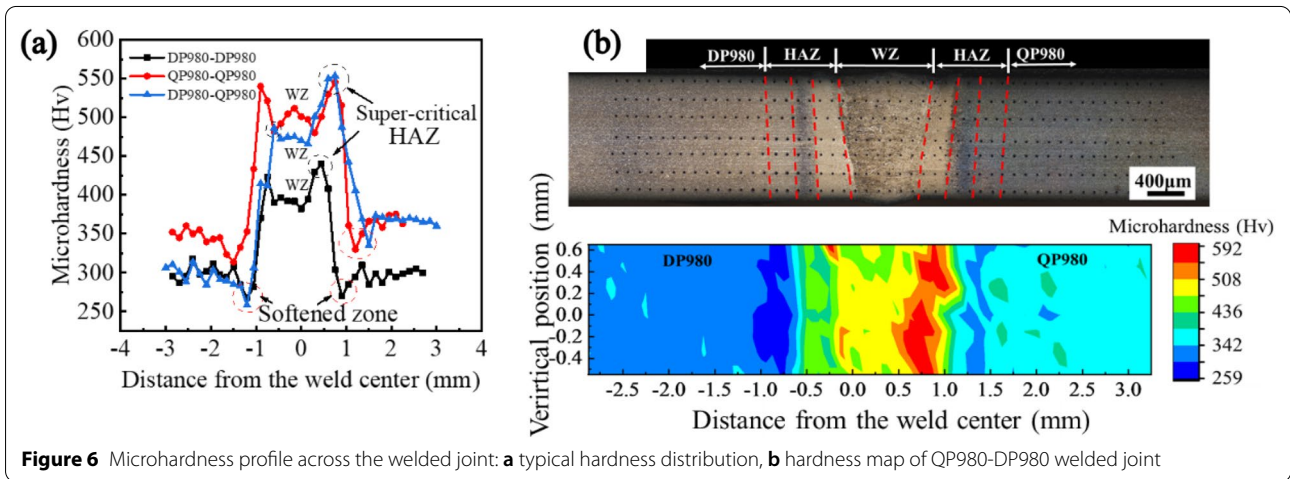 (a)
600
550
500
450
400
350
300
250
Microhardness (Hv)
DP980-DP980
QP980-QP980
DP980-QP980
WZ
WZ
WZ
Super-critical
HAZ
Softened zone
-4 -3 -2 -1 0 1 2 3 4
Distance from the weld center (mm)
(b)
DP980 HAZ WZ HAZ QP980
400μm
Microhardness (Hv)
592
508
436
342
259
DP980 QP980
0.6
0.2
0.0
-0.2
-0.4
Verirtical position (mm)
-2.5 -2.0 -1.5 -1.0 -0.5 0.0 0.5 1.0 1.5 2.0 2.5 3.0
Distance from the weld center (mm)
Figure 6 Microhardness profile across the welded joint: a typical hardness distribution, b hardness map of QP980-DP980 welded joint